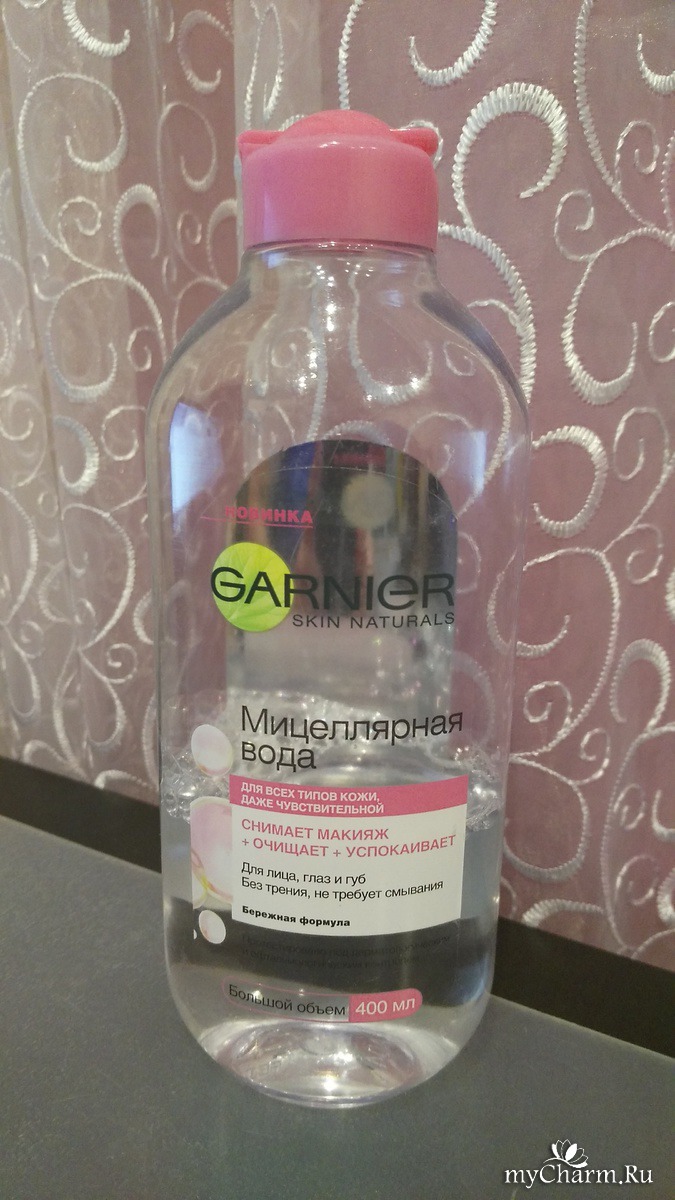 НОВИНКА
GARNIER
SKIN NATURALS
Мицеллярная
вода
ДЛЯ ВСЕХ ТИПОВ КОЖИ,
ДАЖЕ ЧУВСТВИТЕЛЬНОЙ
СНИМАЕТ МАКИЯЖ
+ ОЧИЩАЕТ + УСПОКАИВАЕТ
Для лица, глаз и губ
Без трения, не требует смывания
Бережная формула
Большой объем 400 мл
myCharm.Ru